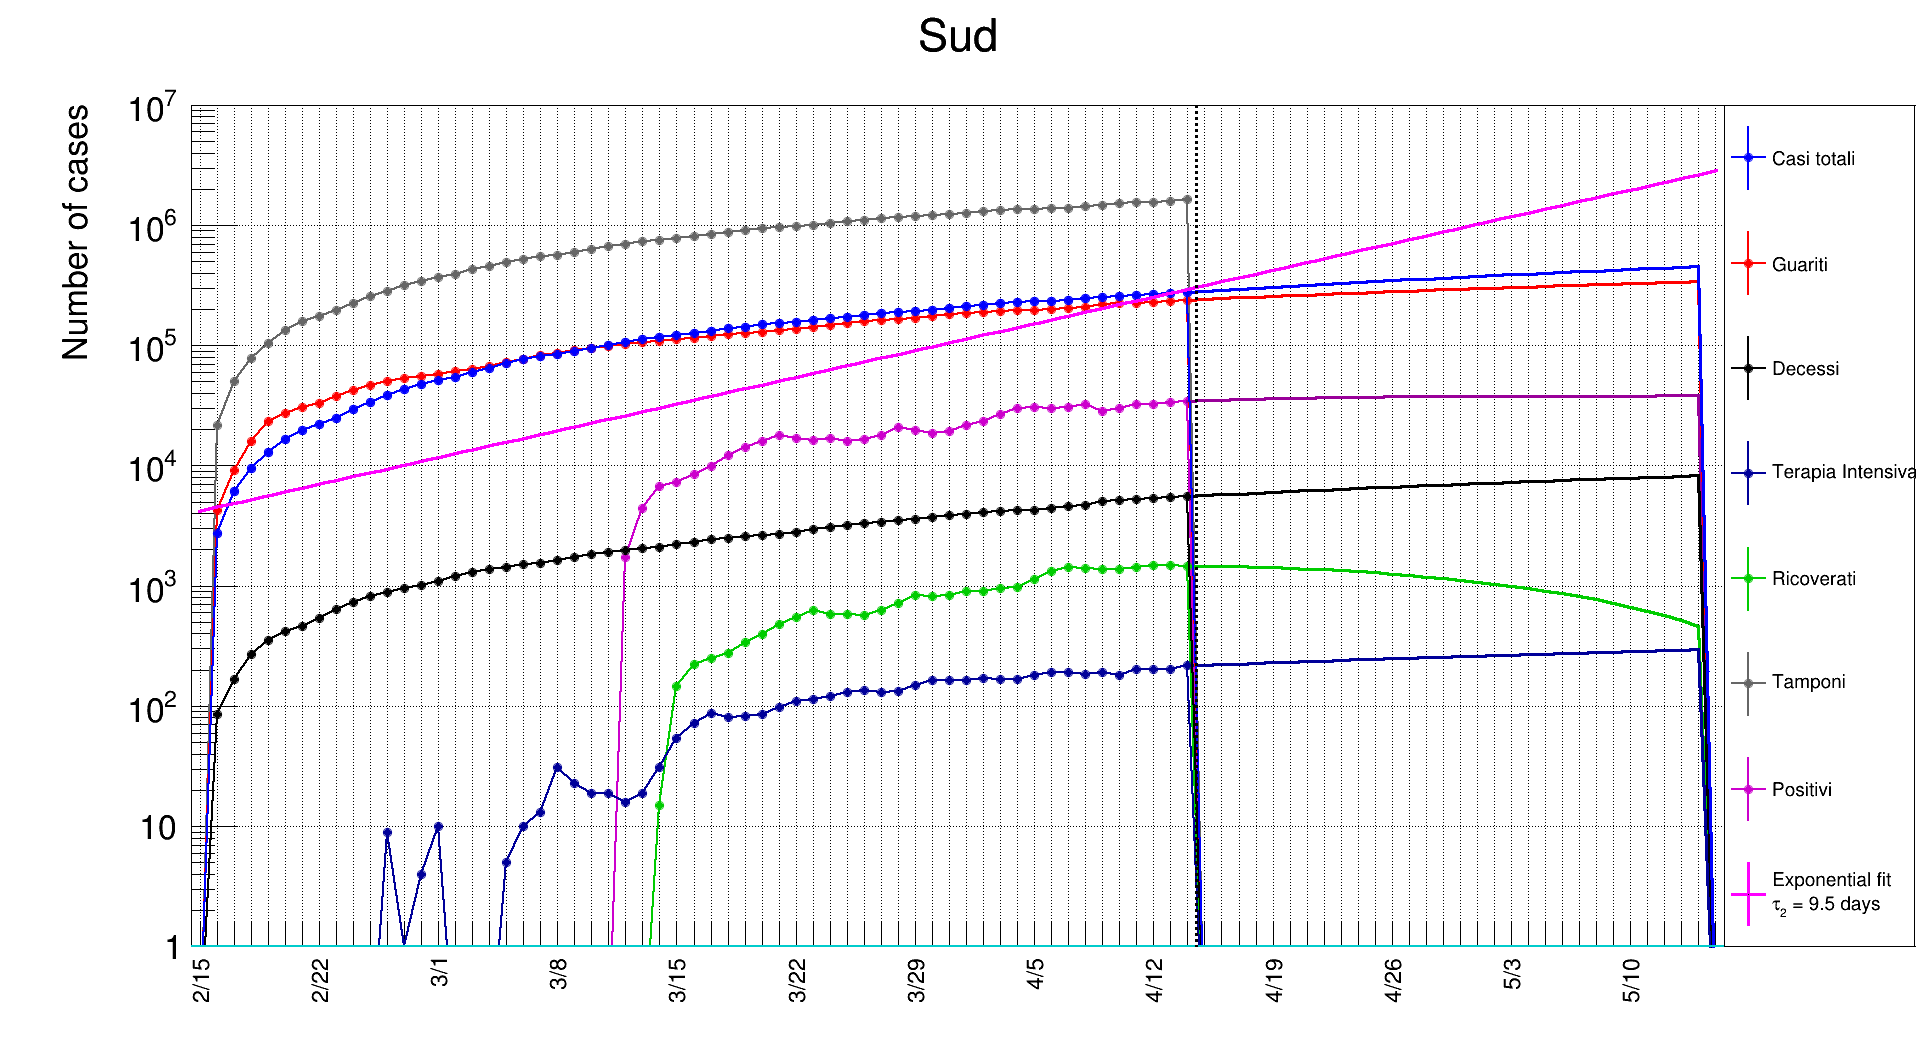 Sud
Number of cases
10^7
10^6
10^5
10^4
10^3
10^2
10
1
2/15
2/22
3/1
3/8
3/15
3/22
3/29
4/5
4/12
4/19
4/26
5/3
5/10
Casi totali
Guariti
Decessi
Terapia Intensiva
Ricoverati
Tamponi
Positivi
Exponential fit
τ₂ = 9.5 days